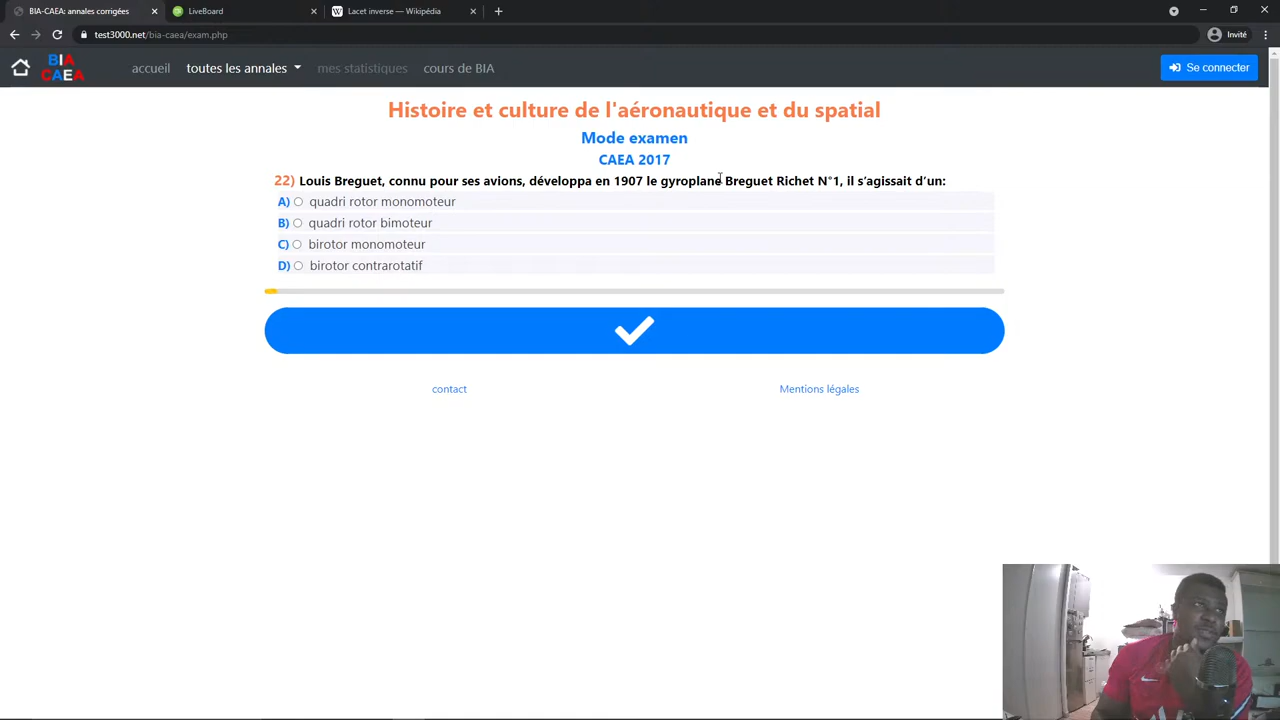 BIA-CAEA: annales corrigées
LiveBoard
Lacet inverse — Wikipédia
test3000.net/bia-caea/exam.php
Invité
BIA
CAEA
accueil
toutes les annales
mes statistiques
cours de BIA
Se connecter
Histoire et culture de l'aéronautique et du spatial
Mode examen
CAEA 2017
22) Louis Breguet, connu pour ses avions, développa en 1907 le gyroplane Breguet Richet N°1, il s’agissait d’un:
A) quadri rotor monomoteur
B) quadri rotor bimoteur
C) birotor monomoteur
D) birotor contrarotatif
contact
Mentions légales